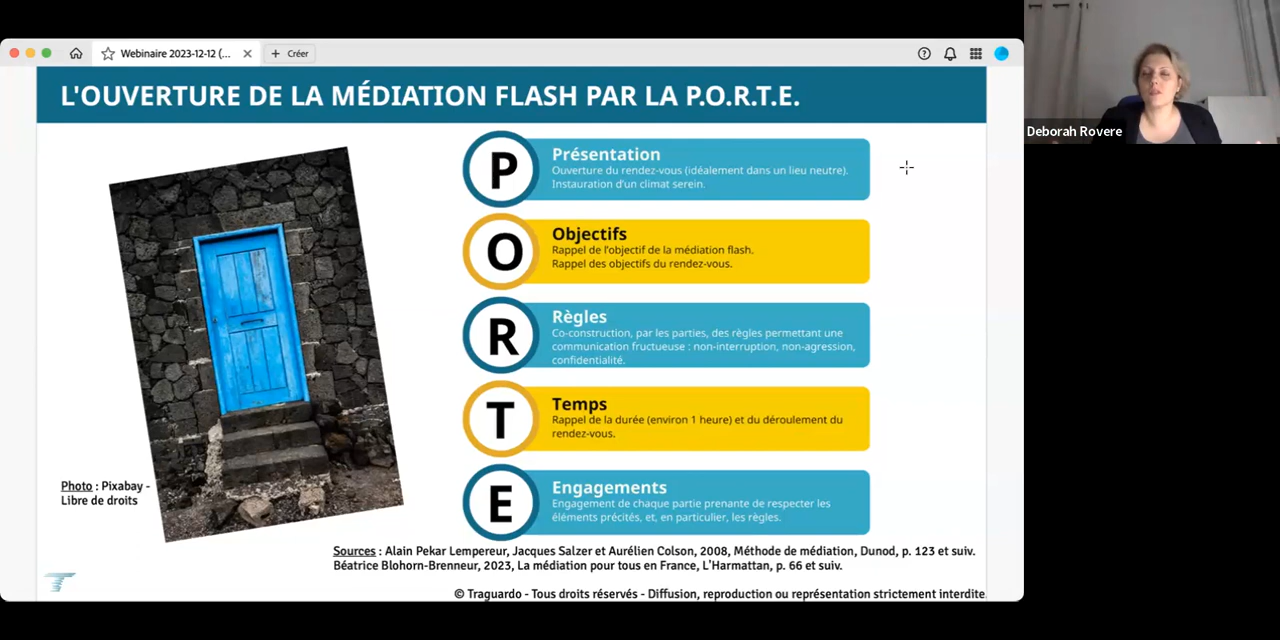 Webinaire 2023-12-12 (...
Créer
Deborah Rovere
L'OUVERTURE DE LA MÉDIATION FLASH PAR LA P.O.R.T.E.
P
Présentation
Ouverture du rendez-vous (idéalement dans un lieu neutre).
Instauration d'un climat serein.
O
Objectifs
Rappel de l'objectif de la médiation flash.
Rappel des objectifs du rendez-vous.
R
Règles
Co-construction, par les parties, des règles permettant une
communication fructueuse : non-interruption, non-agression,
confidentialité.
T
Temps
Rappel de la durée (environ 1 heure) et du déroulement du
rendez-vous.
E
Engagements
Engagement de chaque partie prenante de respecter les
éléments précités, et, en particulier, les règles.
Photo : Pixabay -
Libre de droits
Sources : Alain Pekar Lempereur, Jacques Salzer et Aurélien Colson, 2008, Méthode de médiation, Dunod, p. 123 et suiv.
Béatrice Blohorn-Brenneur, 2023, La médiation pour tous en France, L'Harmattan, p. 66 et suiv.
© Traguardo - Tous droits réservés - Diffusion, reproduction ou représentation strictement interdite.